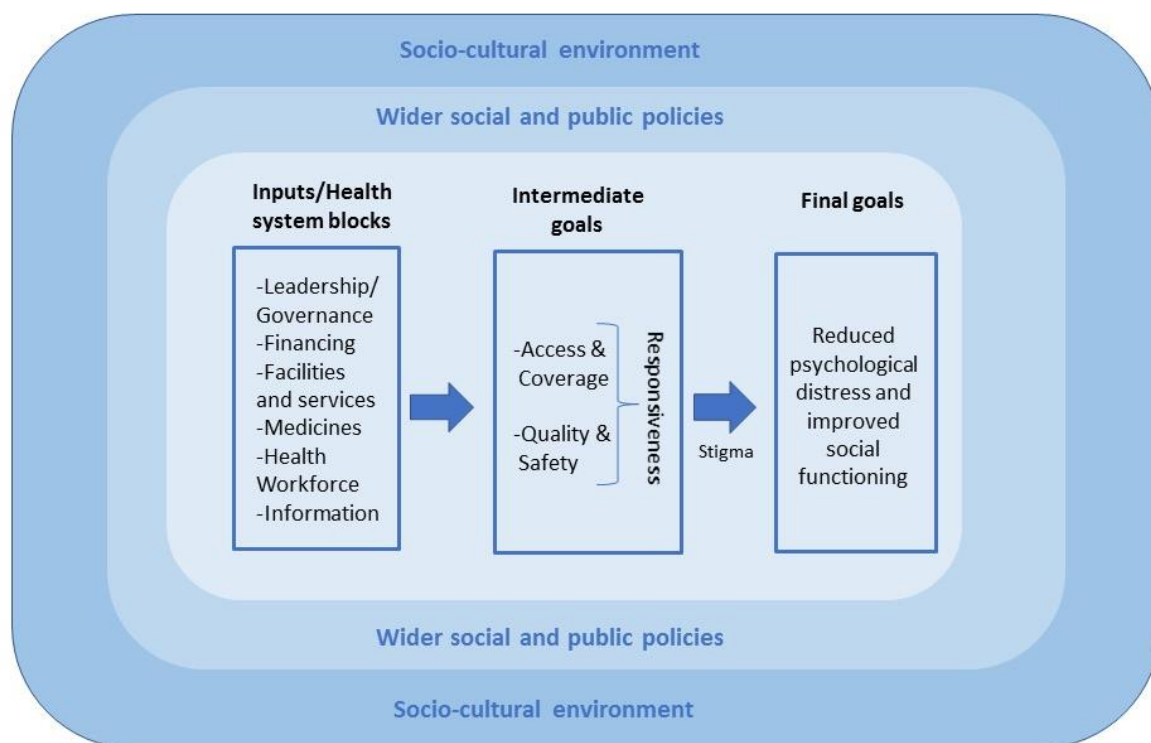 Socio-cultural environment
Wider social and public policies
Inputs/Health
system blocks
-Leadership/
Governance
-Financing
-Facilities
and services
-Medicines
-Health
Workforce
-Information
Intermediate
goals
-Access &
Coverage
-Quality &
Safety
Responsiveness
Stigma
Final goals
Reduced
psychological
distress and
improved
social
functioning
Wider social and public policies
Socio-cultural environment